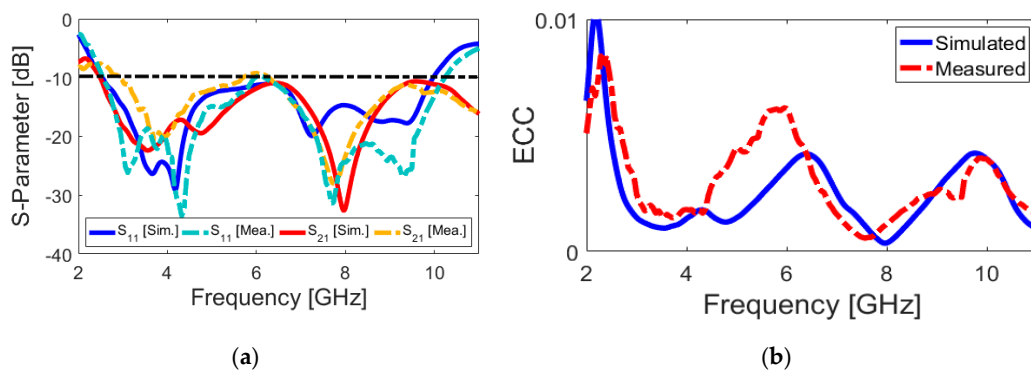 0
-10
-20
-30
-40
S-Parameter [dB]
S11 [Sim.] S11 [Mea.] S21 [Sim.] S21 [Mea.]
2 4 6 8 10
Frequency [GHz]
(a)
0.01
0
ECC
Simulated
Measured
2 4 6 8 10
Frequency [GHz]
(b)